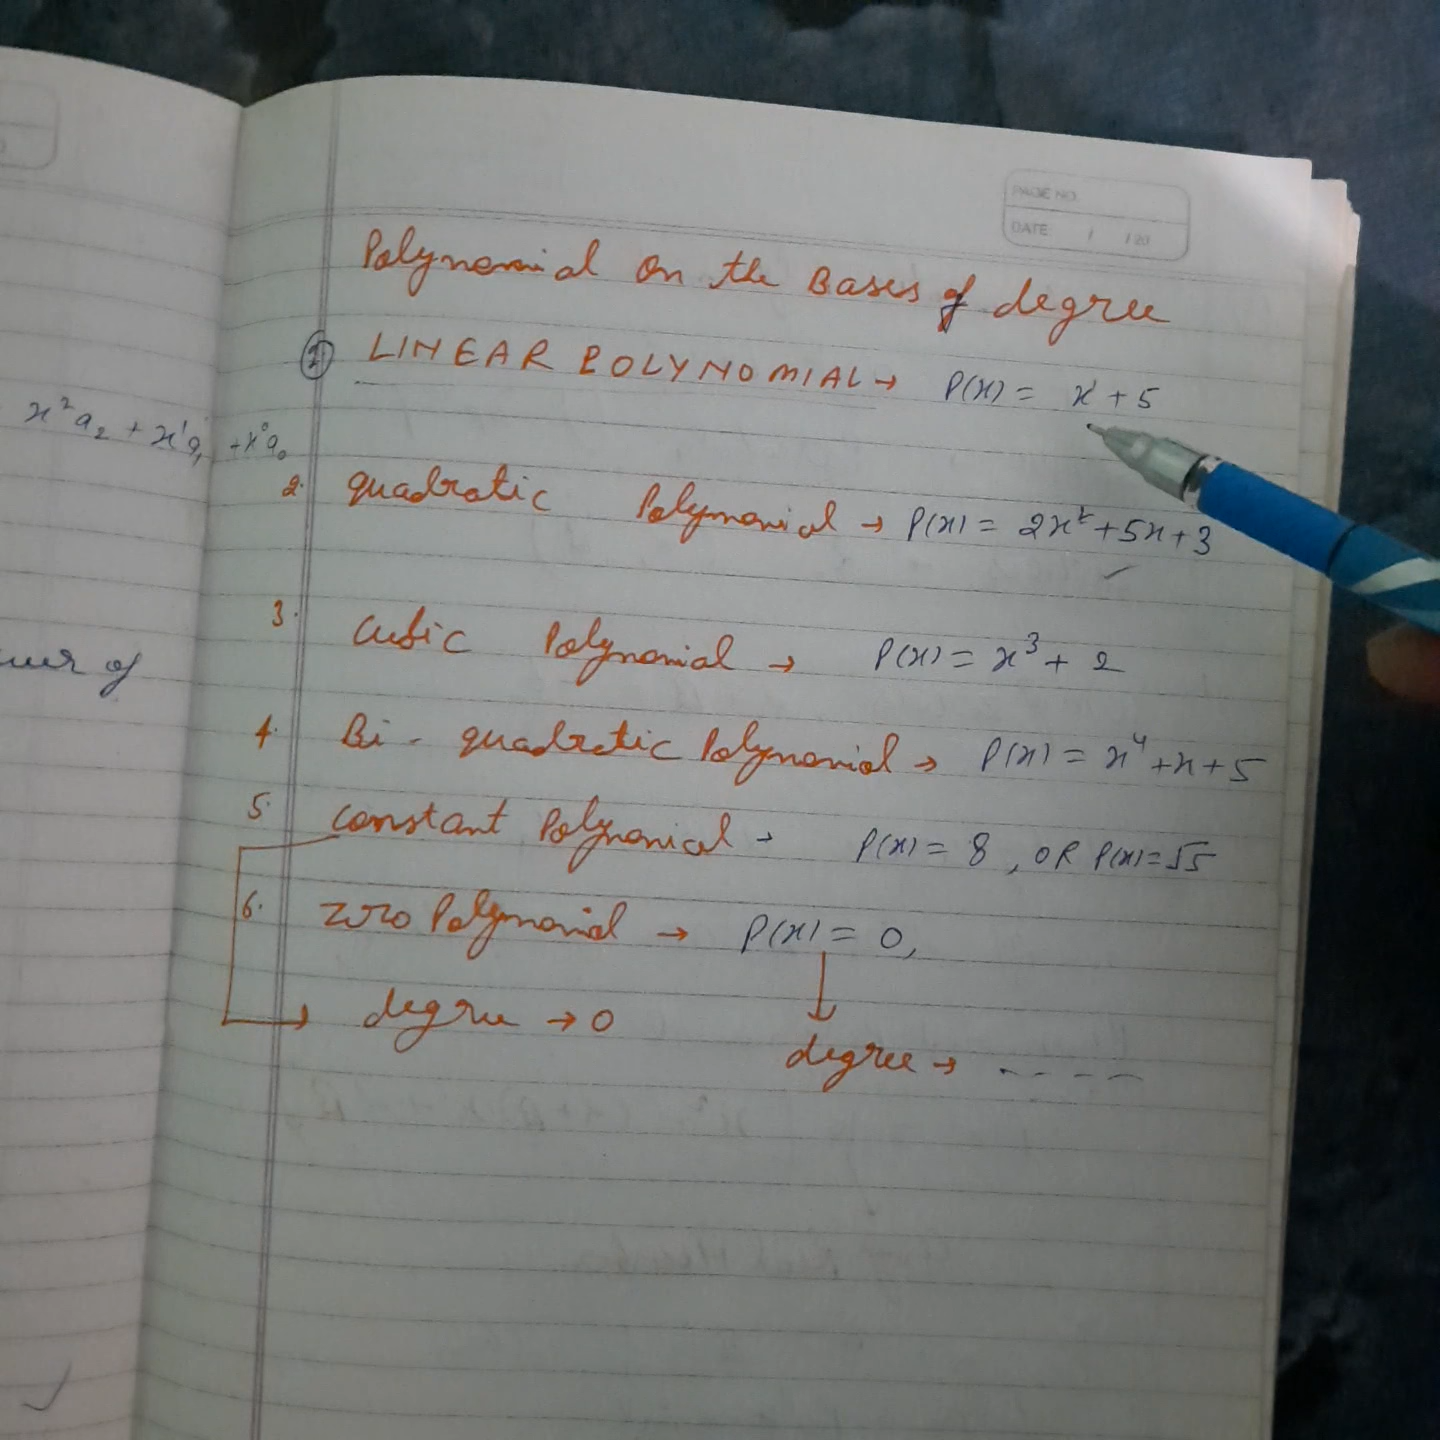 PAGE NO.
DATE: / / 20
Polynomial on the Bases of degree
1. LINEAR POLYNOMIAL → P(x) = x¹ + 5
x²a₂ + x¹a₁ + x⁰a₀
2. quadratic Polynomial → P(x) = 2x² + 5x + 3
3. Cubic Polynomial → P(x) = x³ + 2
of
4. Bi - quadratic Polynomial → P(x) = x⁴ + x + 5
5. constant Polynomial → P(x) = 8, OR P(x) = √5
6. zero Polynomial → P(x) = 0,
degree → 0
degree → - - - -